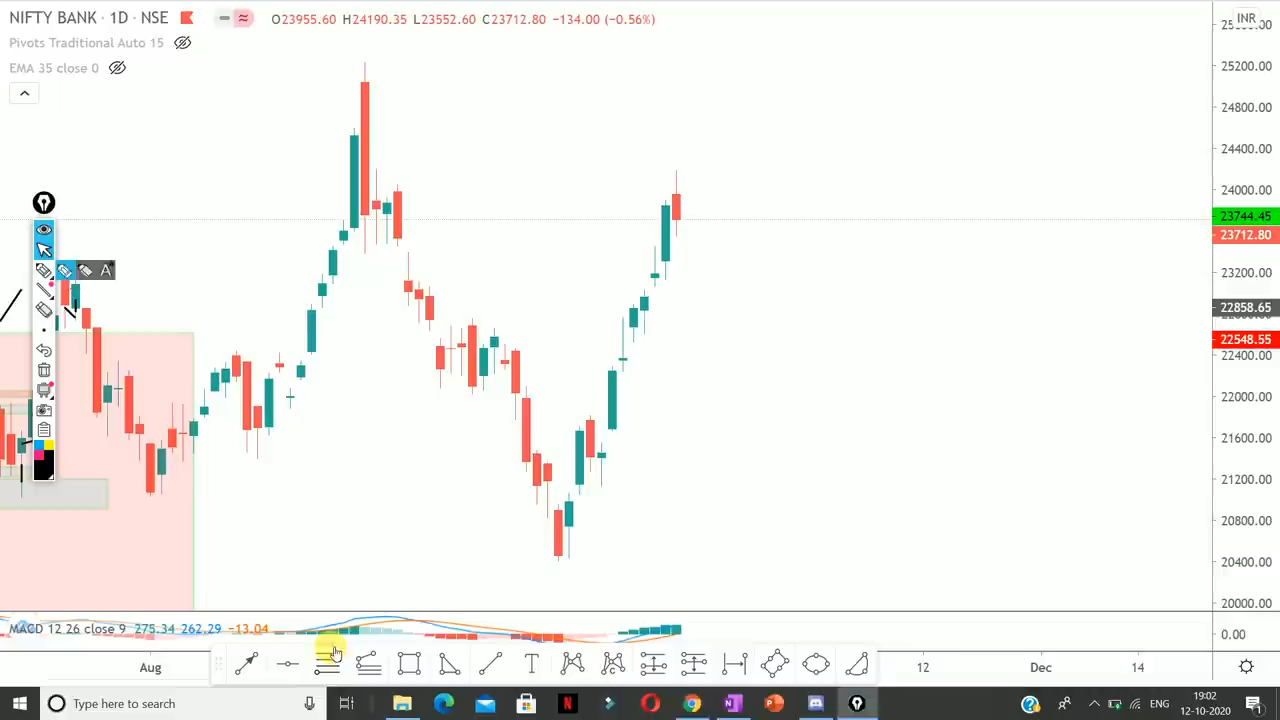 NIFTY BANK · 1D · NSE
O23955.60 H24190.35 L23552.60 C23712.80 −134.00 (−0.56%)
INR
Pivots Traditional Auto 15
EMA 35 close 0
25200.00
24800.00
24400.00
24000.00
23744.45
23712.80
23200.00
A
22858.65
22548.55
22400.00
22000.00
21600.00
21200.00
20800.00
20400.00
20000.00
MACD 12 26 close 9 275.34 262.29 −13.04
0.00
Aug
T
12
Dec
14
Type here to search
ENG
19:02
12-10-2020